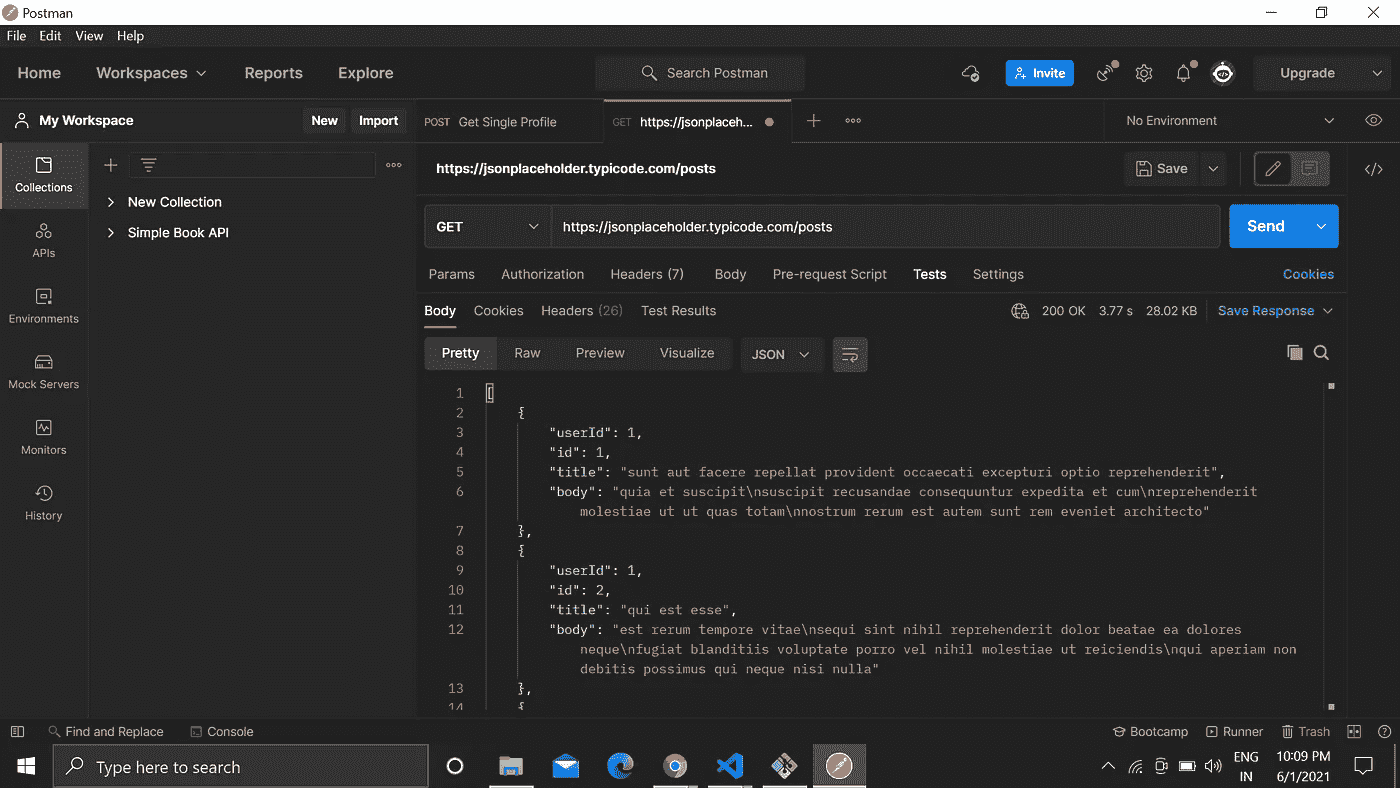 Postman
File Edit View Help
Home Workspaces Reports Explore Search Postman Invite Upgrade
My Workspace New Import POST Get Single Profile GET https://jsonplaceh... No Environment
Collections
APIs
Environments
Mock Servers
Monitors
History
New Collection
Simple Book API
https://jsonplaceholder.typicode.com/posts Save
GET https://jsonplaceholder.typicode.com/posts Send
Params Authorization Headers (7) Body Pre-request Script Tests Settings Cookies
Body Cookies Headers (26) Test Results 200 OK 3.77 s 28.02 KB Save Response
Pretty Raw Preview Visualize JSON
1 [
2 {
3 "userId": 1,
4 "id": 1,
5 "title": "sunt aut facere repellat provident occaecati excepturi optio reprehenderit",
6 "body": "quia et suscipit\nsuscipit recusandae consequuntur expedita et cum\nreprehenderit
molestiae ut ut quas totam\nnostrum rerum est autem sunt rem eveniet architecto"
7 },
8 {
9 "userId": 1,
10 "id": 2,
11 "title": "qui est esse",
12 "body": "est rerum tempore vitae\nsequi sint nihil reprehenderit dolor beatae ea dolores
neque\nfugiat blanditiis voluptate porro vel nihil molestiae ut reiciendis\nqui aperiam non
debitis possimus qui neque nisi nulla"
13 },
14 {
Find and Replace Console Bootcamp Runner Trash
Type here to search
ENG
IN
10:09 PM
6/1/2021